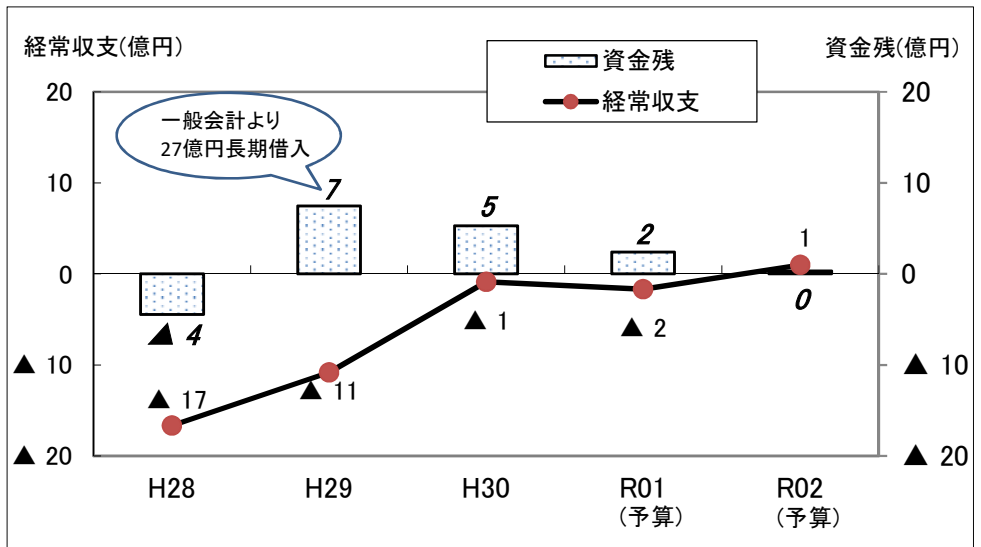 経常収支(億円)
資金残(億円)
資金残
経常収支
一般会計より
27億円長期借入
20
10
0
▲ 10
▲ 20
20
10
0
▲ 10
▲ 20
7
5
2
1
0
▲ 4
▲ 17
▲ 11
▲ 1
▲ 2
H28
H29
H30
R01
(予算)
R02
(予算)